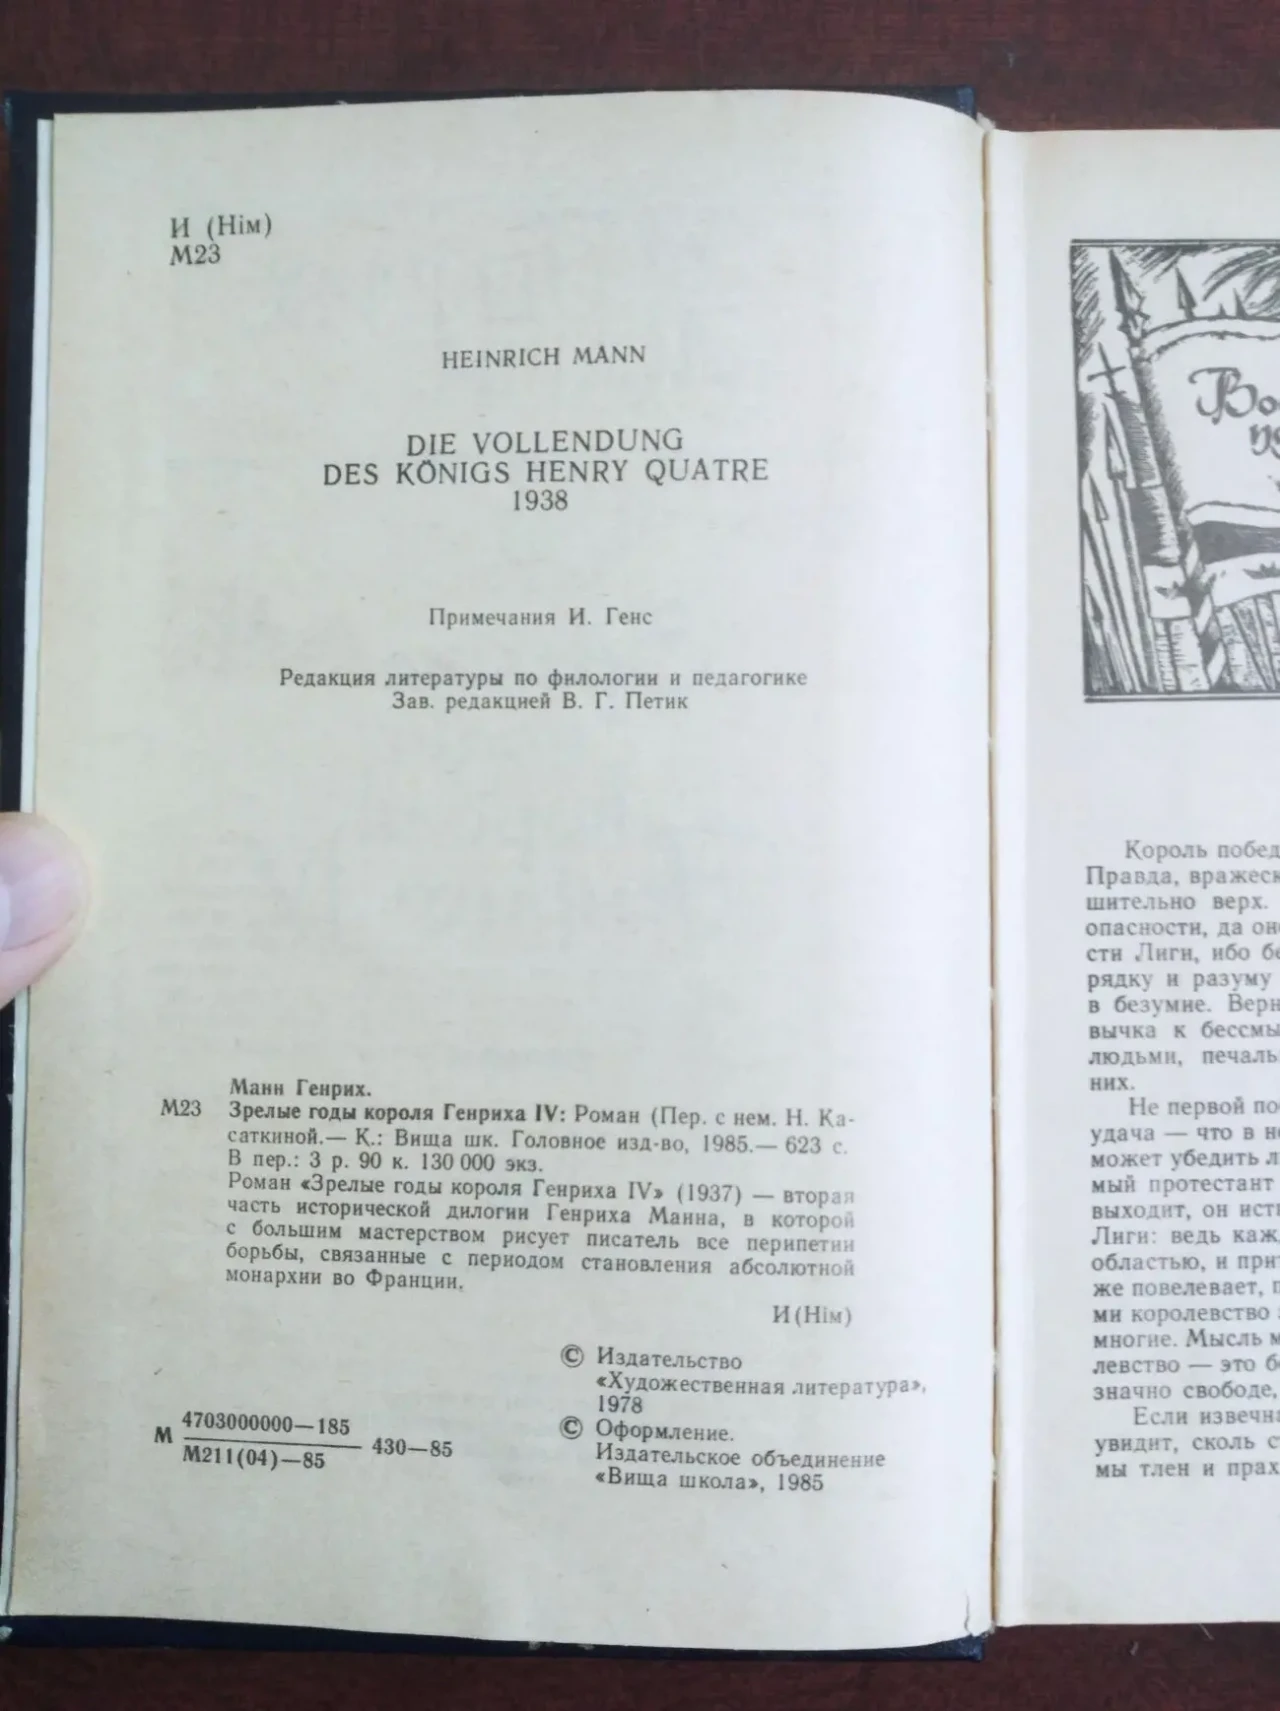 И (Нім)
М23
HEINRICH MANN
DIE VOLLENDUNG
DES KÖNIGS HENRY QUATRE
1938
Примечания И. Генс
Редакция литературы по филологии и педагогике
Зав. редакцией В. Г. Петик
Манн Генрих.
М23 Зрелые годы короля Генриха IV: Роман (Пер. с нем. Н. Ка-
саткиной.— К.: Вища шк. Головное изд-во, 1985.— 623 с.
В пер.: 3 р. 90 к. 130 000 экз.
Роман «Зрелые годы короля Генриха IV» (1937) — вторая
часть исторической дилогии Генриха Манна, в которой
с большим мастерством рисует писатель все перипетии
борьбы, связанные с периодом становления абсолютной
монархии во Франции.
И(Нім)
М 4703000000—185
М211(04)—85 430—85
© Издательство
«Художественная литература»,
1978
© Оформление.
Издательское объединение
«Вища школа», 1985
Король побед
Правда, вражеск
шительно верх.
опасности, да он
сти Лиги, ибо бе
рядку и разуму
в безумие. Верн
вычка к бессмы
людьми, печаль
них.
Не первой по
удача — что в не
может убедить л
мый протестант
выходит, он ист
Лиги: ведь каж
областью, и при
же повелевает, п
ми королевство
многие. Мысль м
левство — это б
значно свободе,
Если извечна
увидит, сколь с
мы тлен и прах